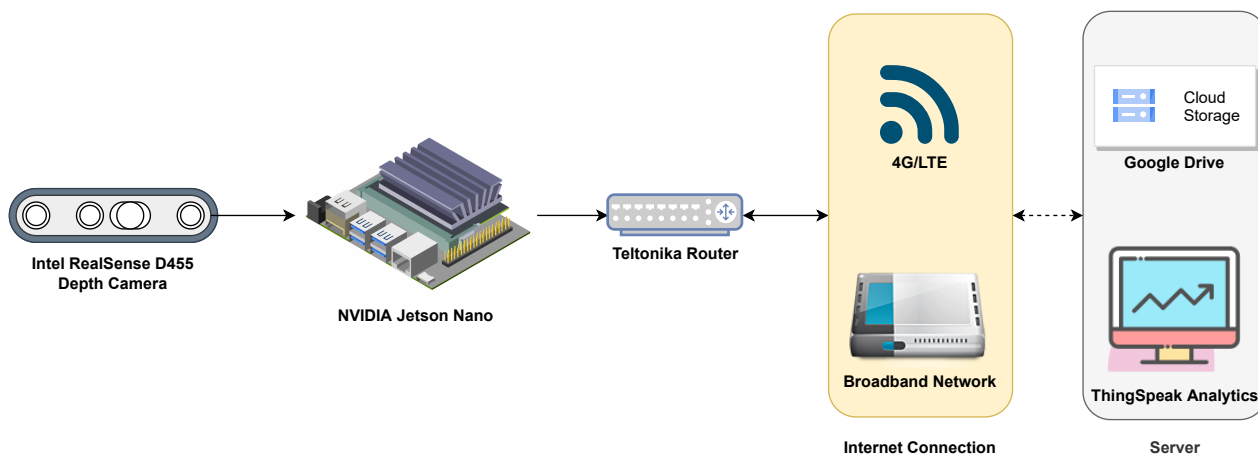 Intel RealSense D455
Depth Camera
NVIDIA Jetson Nano
Teltonika Router
4G/LTE
Broadband Network
Internet Connection
Cloud
Storage
Google Drive
ThingSpeak Analytics
Server